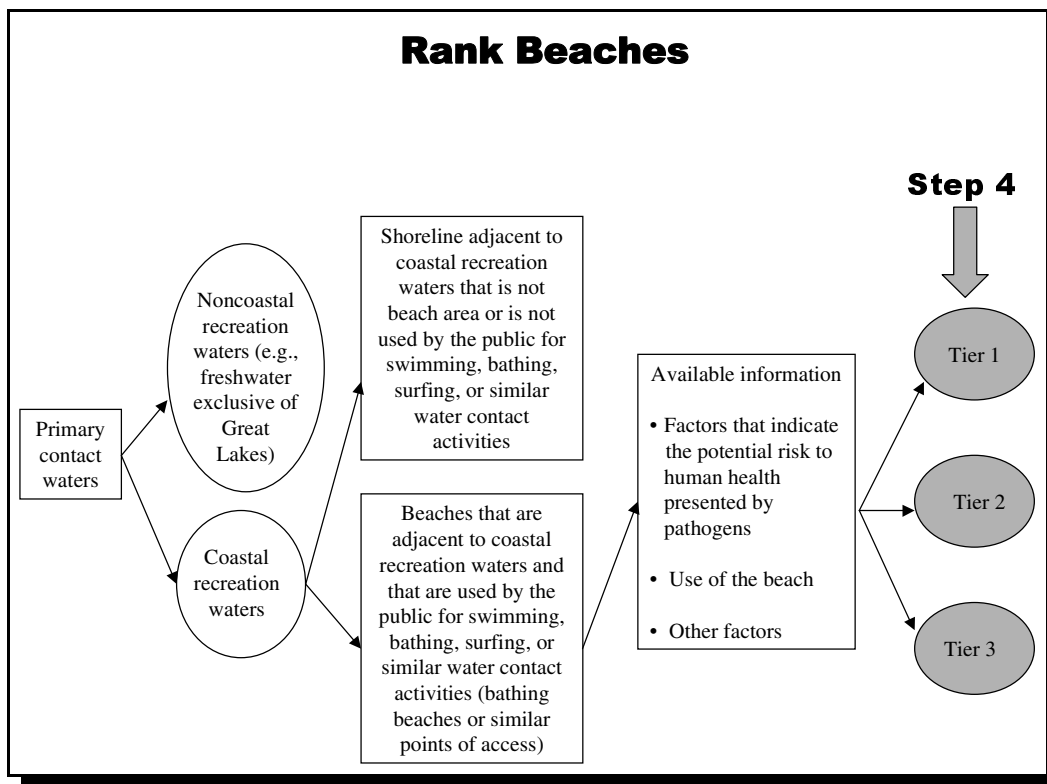 Rank Beaches
Step 4
Primary
contact
waters
Noncoastal
recreation
waters (e.g.,
freshwater
exclusive of
Great
Lakes)
Coastal
recreation
waters
Shoreline adjacent to
coastal recreation
waters that is not
beach area or is not
used by the public for
swimming, bathing,
surfing, or similar
water contact
activities
Beaches that are
adjacent to coastal
recreation waters and
that are used by the
public for swimming,
bathing, surfing, or
similar water contact
activities (bathing
beaches or similar
points of access)
Available information
• Factors that indicate
the potential risk to
human health
presented by
pathogens
• Use of the beach
• Other factors
Tier 1
Tier 2
Tier 3